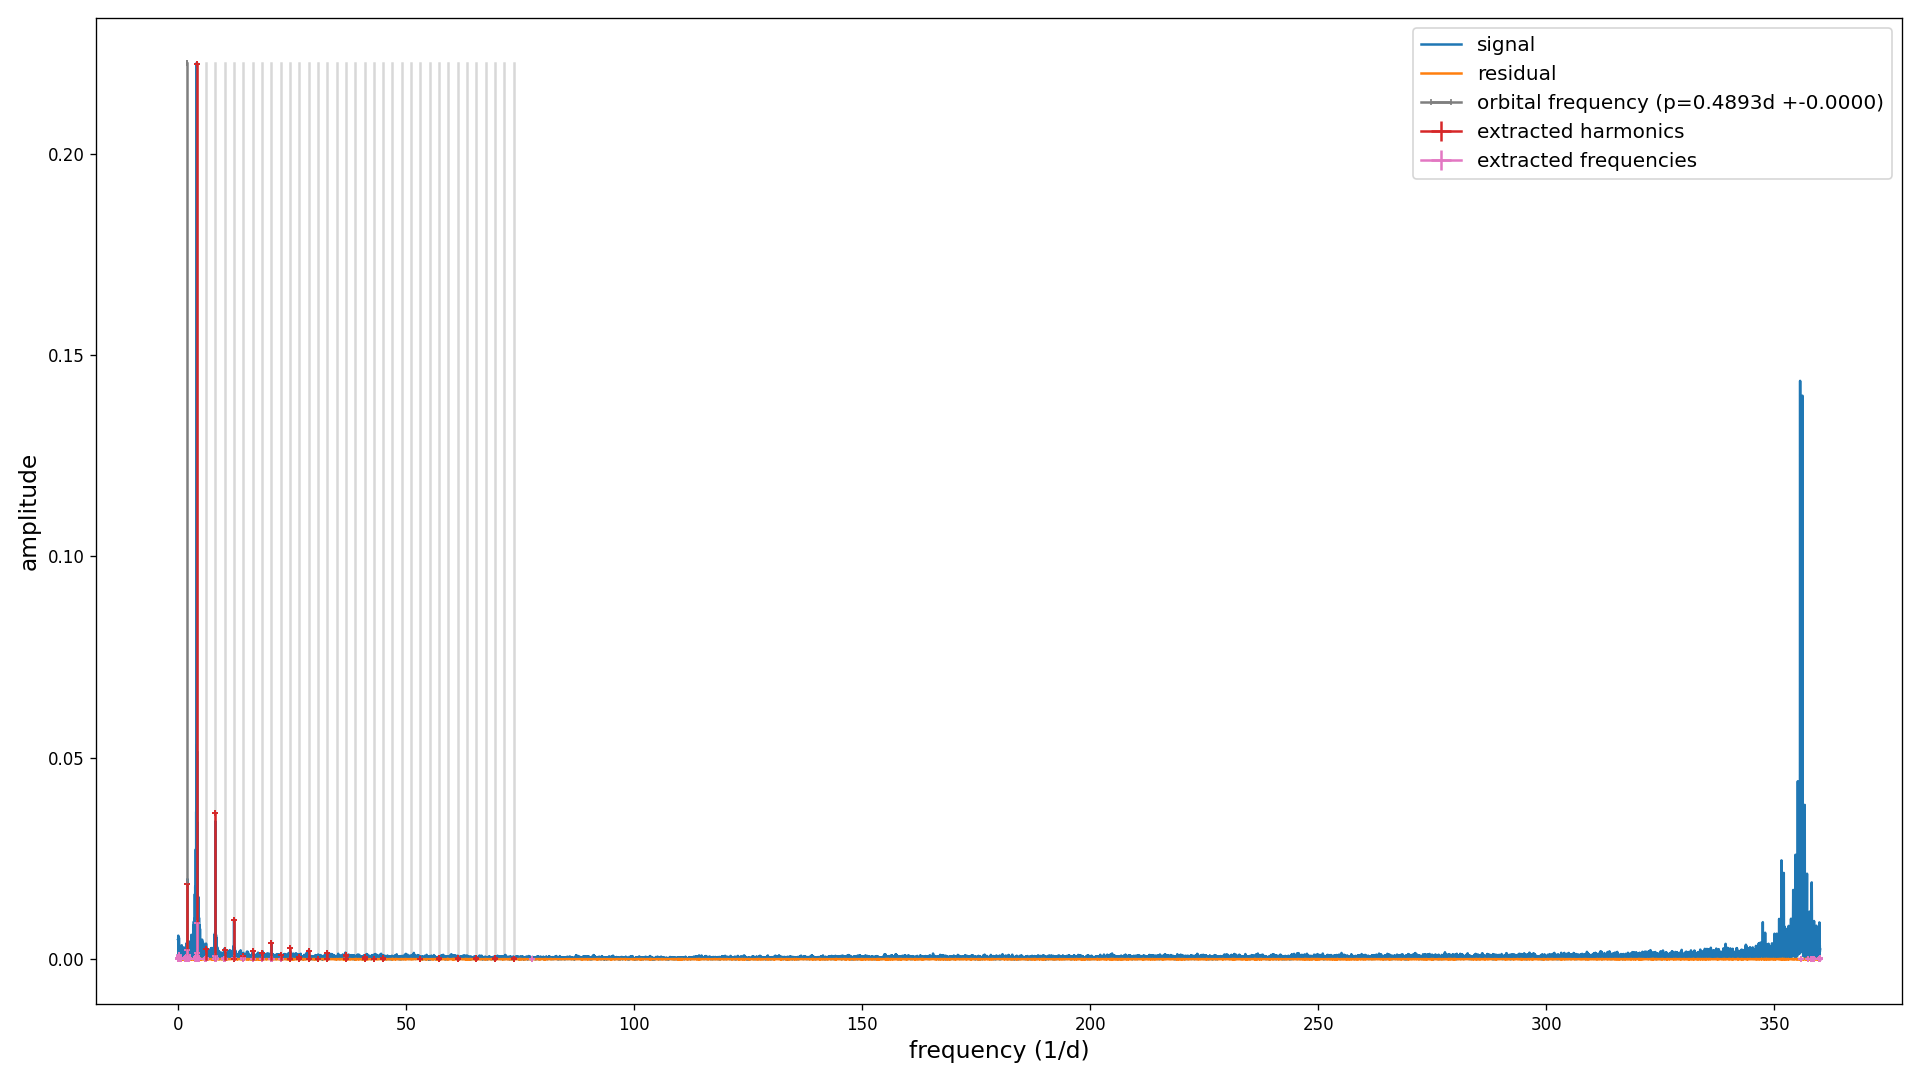 signal
residual
orbital frequency (p=0.4893d +-0.0000)
extracted harmonics
extracted frequencies
amplitude
0.20
0.15
0.10
0.05
0.00
0 50 100 150 200 250 300 350
frequency (1/d)